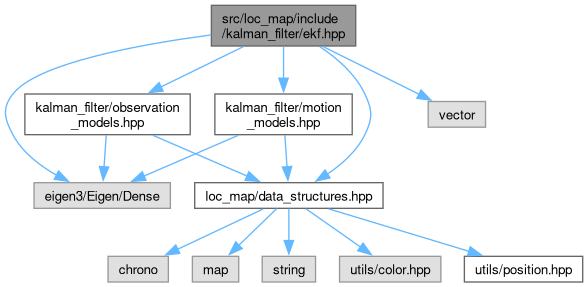 src/loc_map/include
/kalman_filter/ekf.hpp
kalman_filter/observation
_models.hpp
kalman_filter/motion
_models.hpp
vector
eigen3/Eigen/Dense
loc_map/data_structures.hpp
chrono
map
string
utils/color.hpp
utils/position.hpp